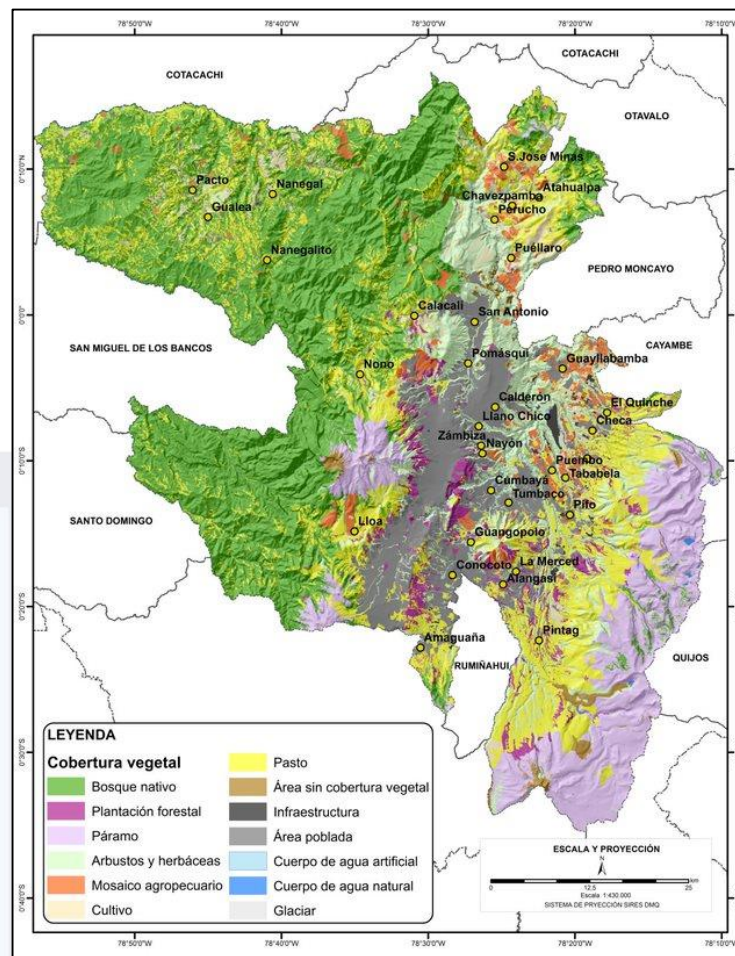 78°50'0"W 78°40'0"W 78°30'0"W 78°20'0"W 78°10'0"W
COTACACHI
COTACACHI
OTAVALO
0°10'0"N
S.Jose Minas
Pacto
Nanegal
Atahualpa
Chavezpamba
Gualea
Perucho
Nanegalito
Puéllaro
PEDRO MONCAYO
0°0'0"
Calacali
San Antonio
SAN MIGUEL DE LOS BANCOS
Pomásqui
Guayllabamba
CAYAMBE
Nono
Calderón
El Quinche
Llano Chico
Checa
Zámbiza
Nayón
0°10'0"S
Puembo
Tababela
Cumbaya
Tumbaco
Pifo
SANTO DOMINGO
Lloa
Guangopolo
La Merced
Conocoto
Alangasi
0°20'0"S
Pintag
Amaguaña
RUMIÑAHUI
QUIJOS
LEYENDA
Cobertura vegetal
Bosque nativo
Plantación forestal
Páramo
Arbustos y herbáceas
Mosaico agropecuario
Cultivo
Pasto
Área sin cobertura vegetal
Infraestructura
Área poblada
Cuerpo de agua artificial
Cuerpo de agua natural
Glaciar
0°30'0"S
ESCALA Y PROYECCIÓN
N
0 12.5 25 km
Escala 1:430.000
SISTEMA DE PRYECCIÓN SIRES DMQ
0°40'0"S
78°50'0"W 78°40'0"W 78°30'0"W 78°20'0"W 78°10'0"W